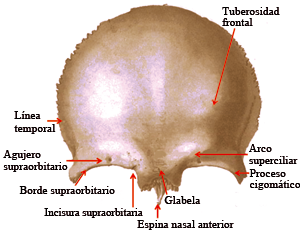 Tuberosidad
frontal
Línea
temporal
Agujero
supraorbitario
Arco
superciliar
Borde supraorbitario
Proceso
cigomático
Glabela
Incisura supraorbitaria
Espina nasal anterior